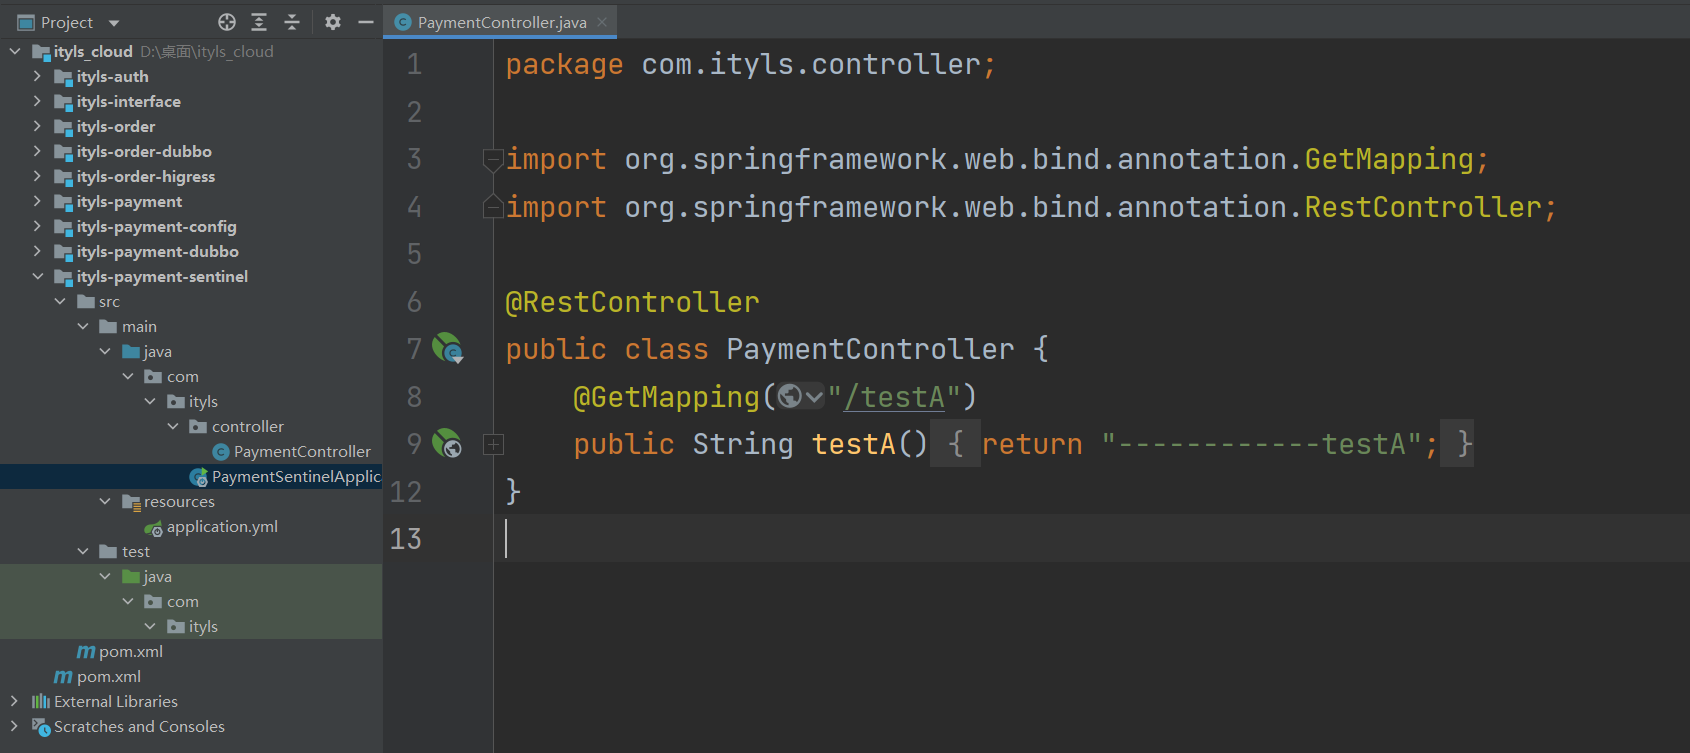 Project
ityls_cloud D:\桌面\ityls_cloud
ityls-auth
ityls-interface
ityls-order
ityls-order-dubbo
ityls-order-higress
ityls-payment
ityls-payment-config
ityls-payment-dubbo
ityls-payment-sentinel
src
main
java
com
ityls
controller
PaymentController
PaymentSentinelApplic
resources
application.yml
test
java
com
ityls
pom.xml
pom.xml
External Libraries
Scratches and Consoles
PaymentController.java
1 package com.ityls.controller;
2
3 import org.springframework.web.bind.annotation.GetMapping;
4 import org.springframework.web.bind.annotation.RestController;
5
6 @RestController
7 public class PaymentController {
8 @GetMapping("/testA")
9 public String testA() { return "------------testA"; }
12 }
13